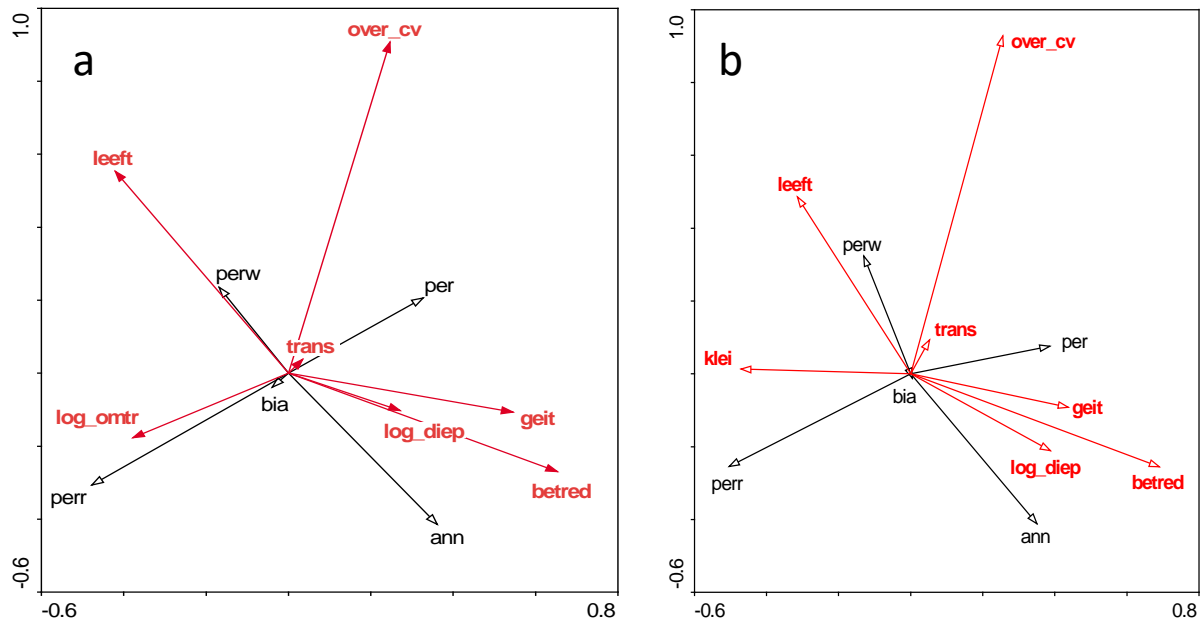 a
1.0
over_cv
leeft
perw
per
trans
bia
log_omtr
log_diep
geit
perr
betred
ann
-0.6
-0.6
0.8
b
1.0
over_cv
leeft
perw
trans
per
klei
bia
geit
log_diep
perr
betred
ann
-0.6
-0.6
0.8